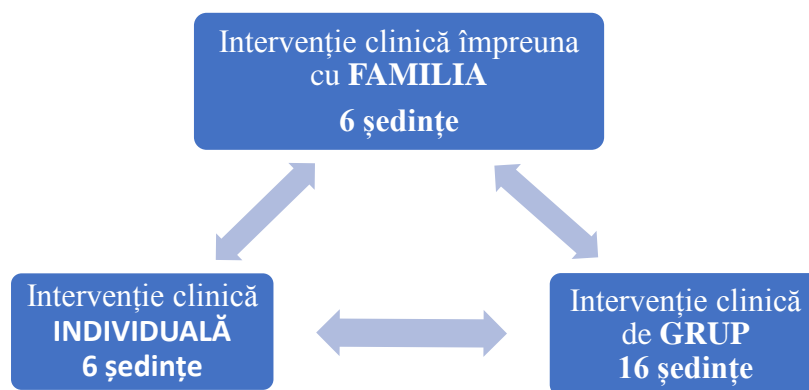 Intervenție clinică împreuna
cu FAMILIA
6 ședințe
Intervenție clinică
INDIVIDUALĂ
6 ședințe
Intervenție clinică
de GRUP
16 ședințe